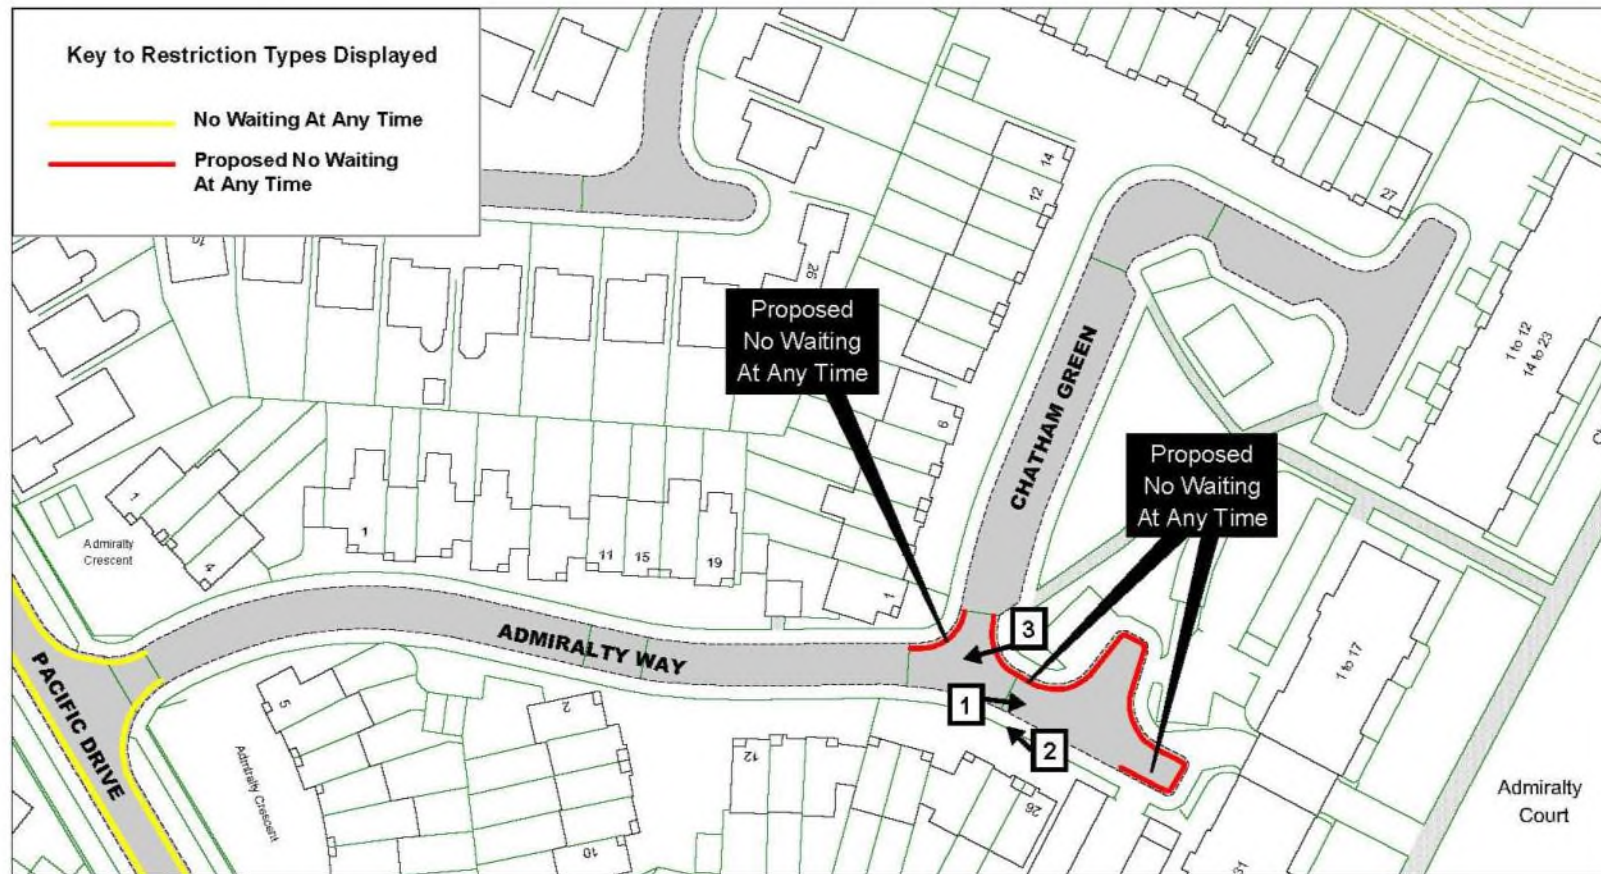 Key to Restriction Types Displayed
No Waiting At Any Time
Proposed No Waiting
At Any Time
14
12
27
10
26
1 to 12
14 to 23
Proposed
No Waiting
At Any Time
CHATHAM GREEN
Proposed
No Waiting
At Any Time
1
4
Admiralty
Crescent
1
11
15
19
1
ADMIRALTY WAY
3
1
2
1 to 17
PACIFIC DRIVE
5
2
12
26
10
Admiralty Crescent
Admiralty
Court